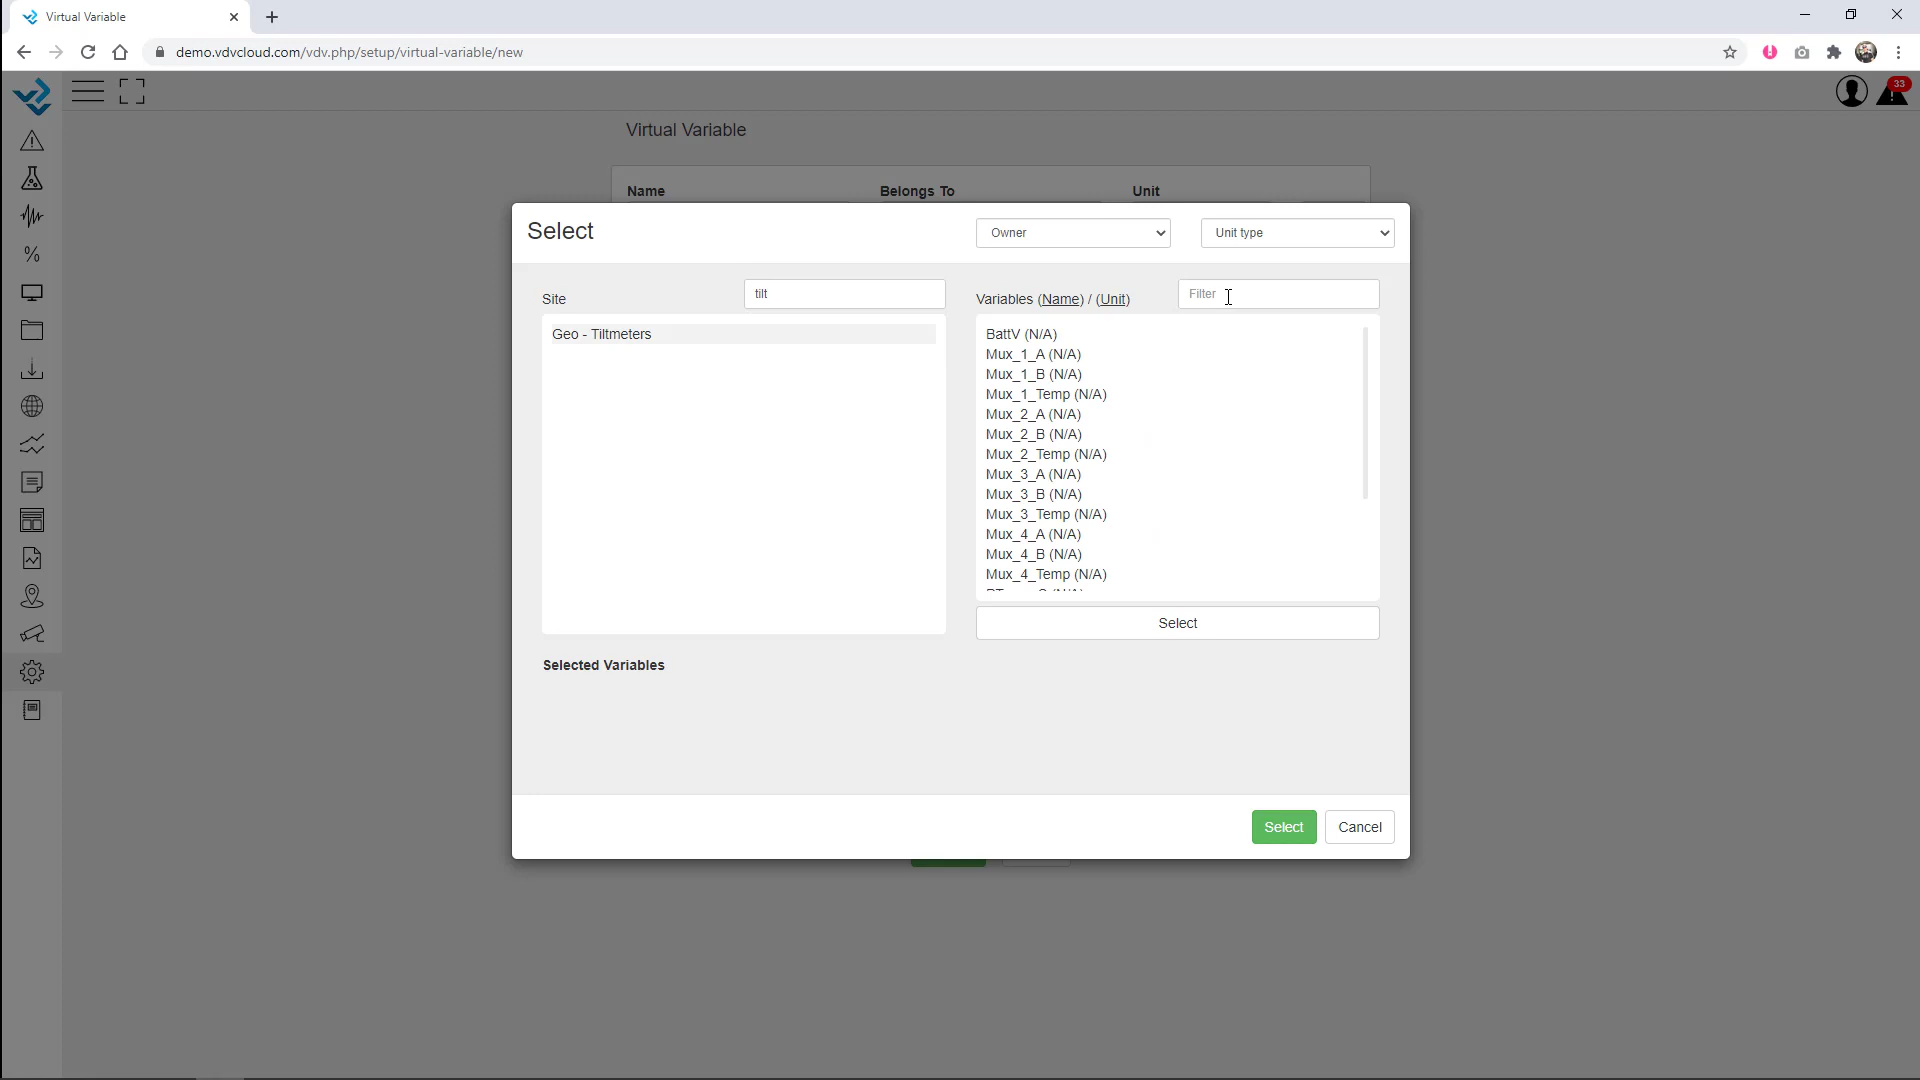 Virtual Variable
demo.vdvcloud.com/vdv.php/setup/virtual-variable/new
33
Virtual Variable
Name Belongs To Unit
Select Owner Unit type
Site tilt Variables (Name) / (Unit) Filter
Geo - Tiltmeters
BattV (N/A)
Mux_1_A (N/A)
Mux_1_B (N/A)
Mux_1_Temp (N/A)
Mux_2_A (N/A)
Mux_2_B (N/A)
Mux_2_Temp (N/A)
Mux_3_A (N/A)
Mux_3_B (N/A)
Mux_3_Temp (N/A)
Mux_4_A (N/A)
Mux_4_B (N/A)
Mux_4_Temp (N/A)
Select
Selected Variables
Select Cancel